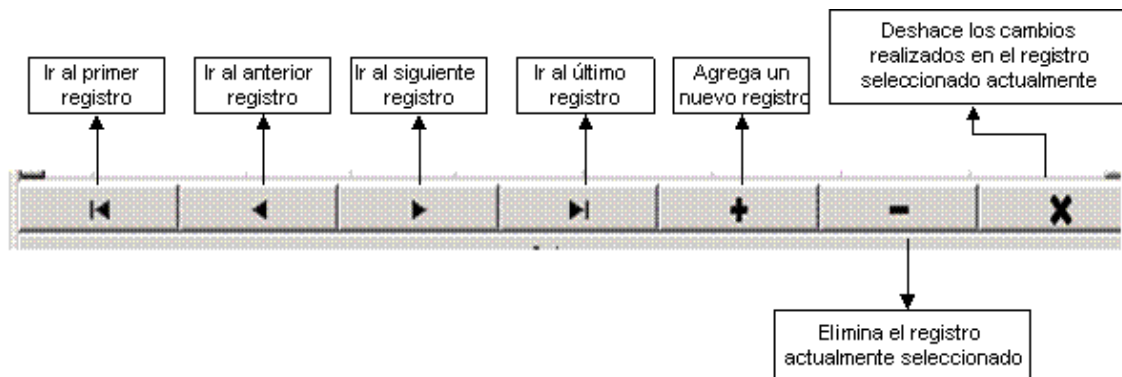 Deshace los cambios
realizados en el registro
seleccionado actualmente
Ir al primer
registro
Ir al anterior
registro
Ir al siguiente
registro
Ir al último
registro
Agrega un
nuevo registro
Elimina el registro
actualmente seleccionado